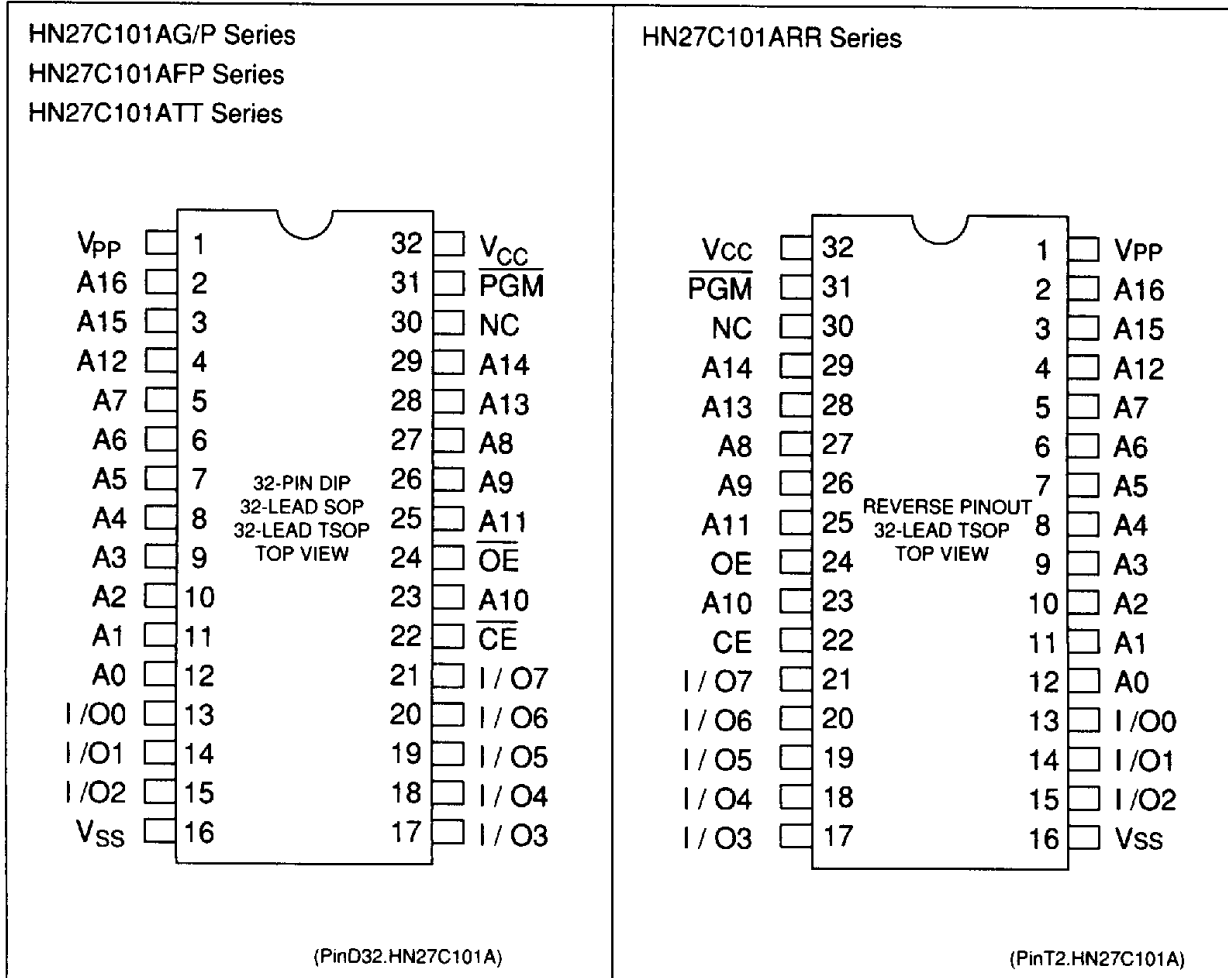 HN27C101AG/P Series
HN27C101AFP Series
HN27C101ATT Series
VPP 1 32 VCC
A16 2 31 P̅G̅M̅
A15 3 30 NC
A12 4 29 A14
A7 5 28 A13
A6 6 27 A8
A5 7 26 A9
A4 8 25 A11
A3 9 24 O̅E̅
A2 10 23 A10
A1 11 22 C̅E̅
A0 12 21 I / O7
I /O0 13 20 I / O6
I /O1 14 19 I / O5
I /O2 15 18 I / O4
VSS 16 17 I / O3
32-PIN DIP
32-LEAD SOP
32-LEAD TSOP
TOP VIEW
(PinD32.HN27C101A)
HN27C101ARR Series
VCC 32 1 VPP
P̅G̅M̅ 31 2 A16
NC 30 3 A15
A14 29 4 A12
A13 28 5 A7
A8 27 6 A6
A9 26 7 A5
A11 25 8 A4
OE 24 9 A3
A10 23 10 A2
CE 22 11 A1
I / O7 21 12 A0
I / O6 20 13 I /O0
I / O5 19 14 I /O1
I / O4 18 15 I /O2
I / O3 17 16 VSS
REVERSE PINOUT
32-LEAD TSOP
TOP VIEW
(PinT2.HN27C101A)